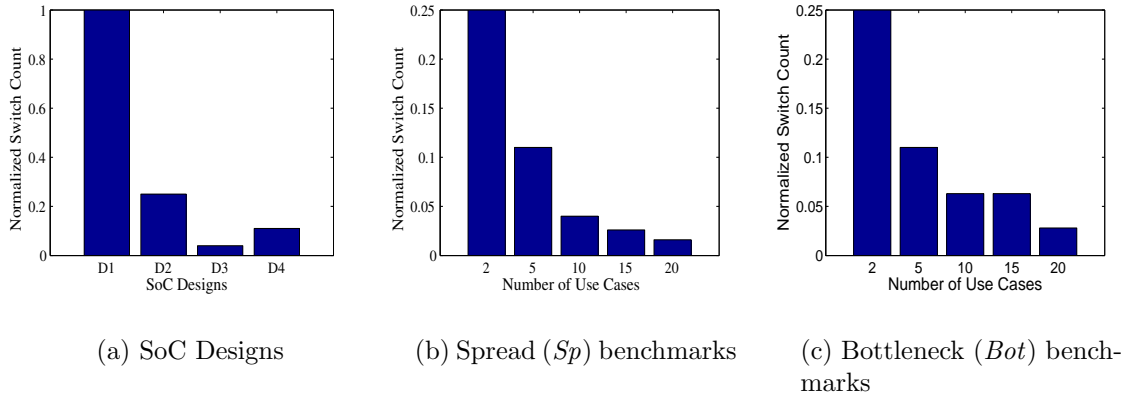 Normalized Switch Count
1
0.8
0.6
0.4
0.2
0
D1 D2 D3 D4
SoC Designs
(a) SoC Designs
Normalized Switch Count
0.25
0.2
0.15
0.1
0.05
0
2 5 10 15 20
Number of Use Cases
(b) Spread (Sp) benchmarks
Normalized Switch Count
0.25
0.2
0.15
0.1
0.05
0
2 5 10 15 20
Number of Use Cases
(c) Bottleneck (Bot) bench-
marks